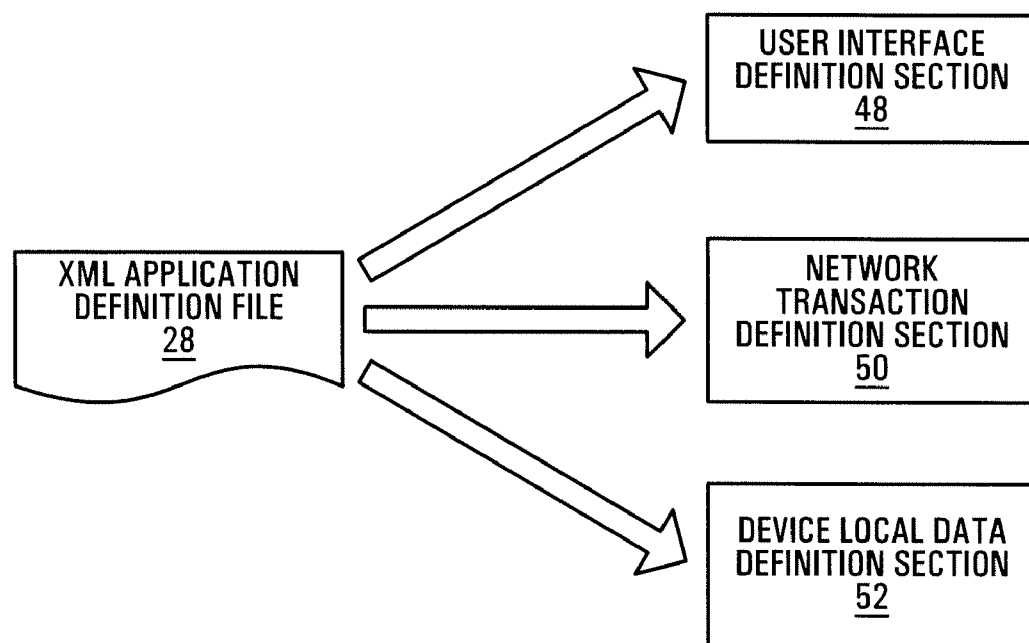 XML APPLICATION
DEFINITION FILE
28
USER INTERFACE
DEFINITION SECTION
48
NETWORK
TRANSACTION
DEFINITION SECTION
50
DEVICE LOCAL DATA
DEFINITION SECTION
52